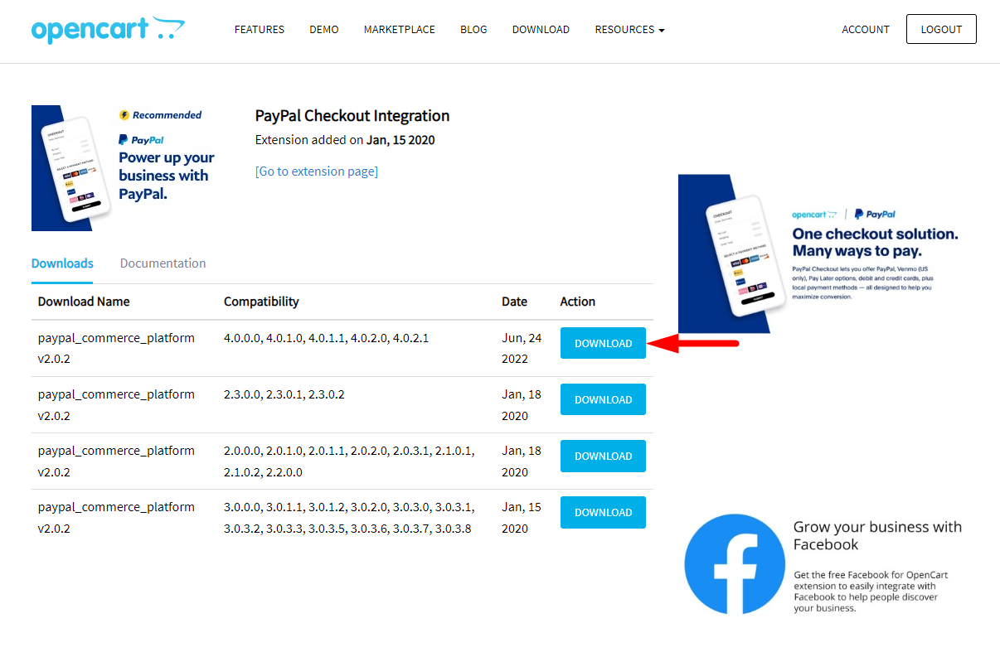 opencart
FEATURES DEMO MARKETPLACE BLOG DOWNLOAD RESOURCES ACCOUNT LOGOUT
Recommended
PayPal
Power up your
business with
PayPal.
CHECKOUT
SELECT A PAYMENT METHOD
PayPal Checkout Integration
Extension added on Jan, 15 2020
[Go to extension page]
Downloads Documentation
Download Name Compatibility Date Action
paypal_commerce_platform 4.0.0.0, 4.0.1.0, 4.0.1.1, 4.0.2.0, 4.0.2.1 Jun, 24 DOWNLOAD
v2.0.2 2022
paypal_commerce_platform 2.3.0.0, 2.3.0.1, 2.3.0.2 Jan, 18 DOWNLOAD
v2.0.2 2020
paypal_commerce_platform 2.0.0.0, 2.0.1.0, 2.0.1.1, 2.0.2.0, 2.0.3.1, 2.1.0.1, Jan, 18 DOWNLOAD
v2.0.2 2.1.0.2, 2.2.0.0 2020
paypal_commerce_platform 3.0.0.0, 3.0.1.1, 3.0.1.2, 3.0.2.0, 3.0.3.0, 3.0.3.1, Jan, 15 DOWNLOAD
v2.0.2 3.0.3.2, 3.0.3.3, 3.0.3.5, 3.0.3.6, 3.0.3.7, 3.0.3.8 2020
CHECKOUT
SELECT A PAYMENT METHOD
opencart PayPal
One checkout solution.
Many ways to pay.
PayPal Checkout lets you offer PayPal, Venmo (US
only), Pay Later options, debit and credit cards, plus
local payment methods — all designed to help you
maximize conversion.
Grow your business with
Facebook
Get the free Facebook for OpenCart
extension to easily integrate with
Facebook to help people discover
your business.